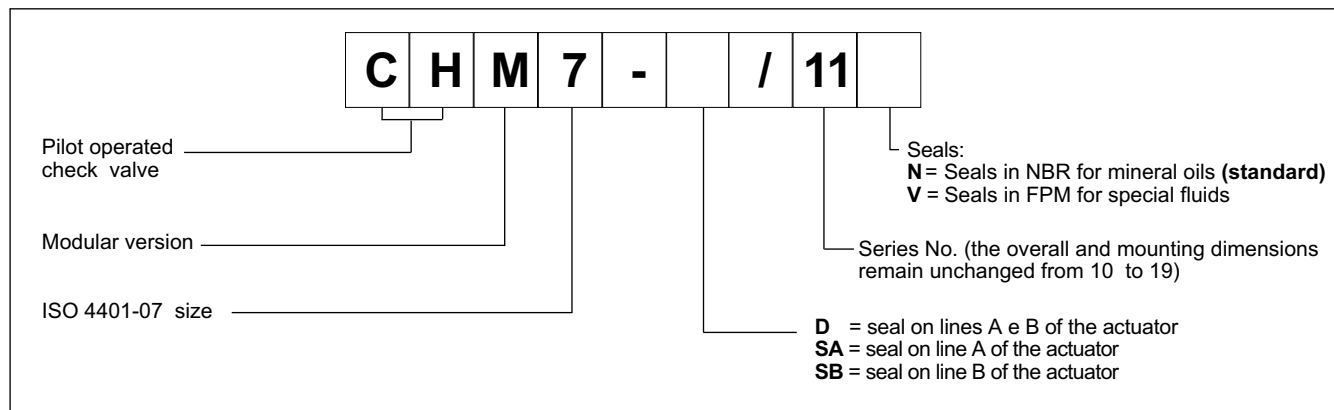 C H M 7 - / 11
Pilot operated
check valve
Seals:
N = Seals in NBR for mineral oils (standard)
V = Seals in FPM for special fluids
Modular version
Series No. (the overall and mounting dimensions
remain unchanged from 10 to 19)
ISO 4401-07 size
D = seal on lines A e B of the actuator
SA = seal on line A of the actuator
SB = seal on line B of the actuator